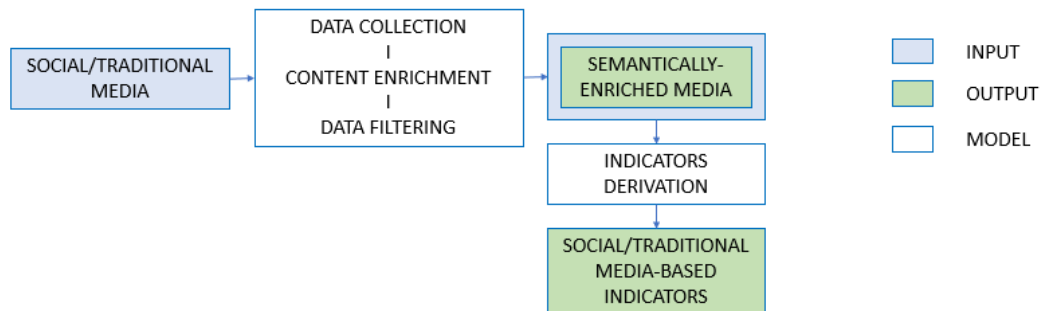 SOCIAL/TRADITIONAL
MEDIA
DATA COLLECTION
I
CONTENT ENRICHMENT
I
DATA FILTERING
SEMANTICALLY-
ENRICHED MEDIA
INDICATORS
DERIVATION
SOCIAL/TRADITIONAL
MEDIA-BASED
INDICATORS
INPUT
OUTPUT
MODEL